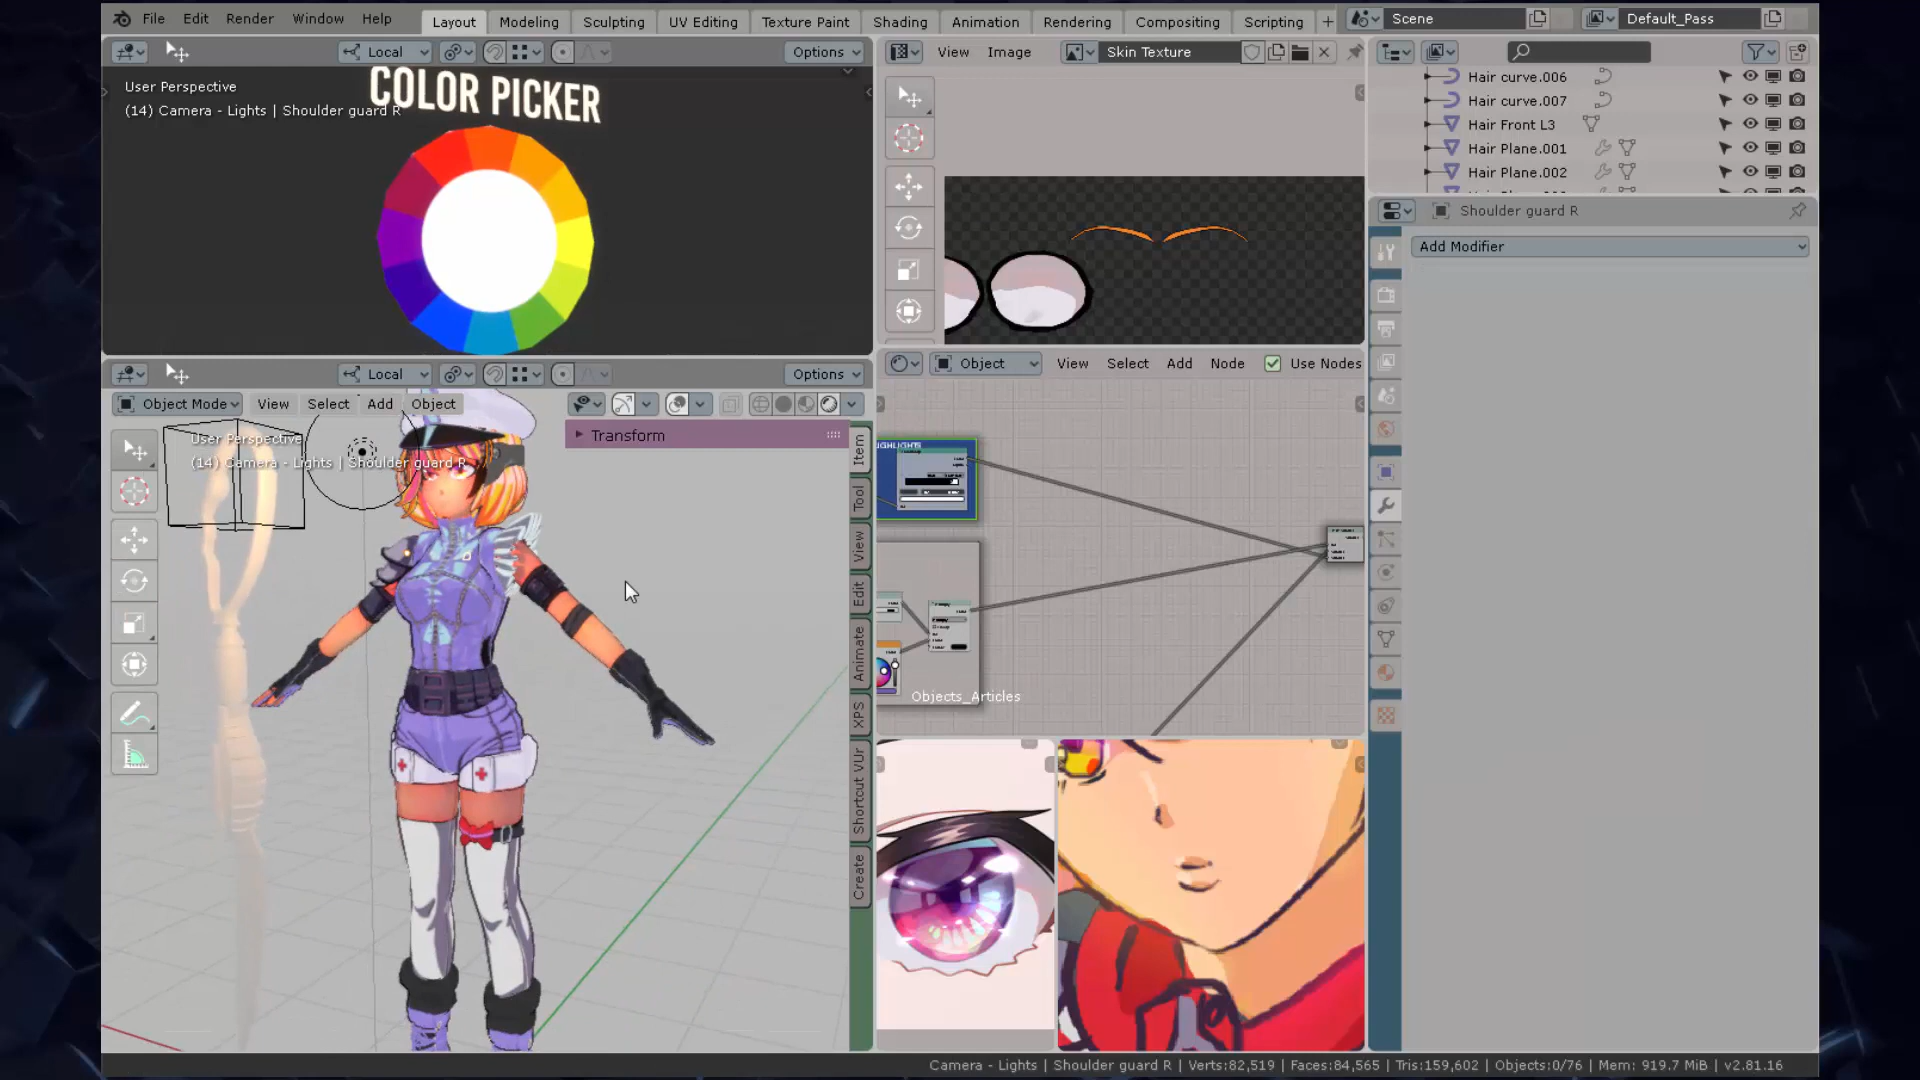 File Edit Render Window Help
Layout Modeling Sculpting UV Editing Texture Paint Shading Animation Rendering Compositing Scripting +
Scene
Default_Pass
Local
Options
User Perspective
(14) Camera - Lights | Shoulder guard R
COLOR PICKER
View Image
Skin Texture
Hair curve.006
Hair curve.007
Hair Front L3
Hair Plane.001
Hair Plane.002
Shoulder guard R
Add Modifier
Local
Options
Object Mode View Select Add Object
User Perspective
(14) Camera - Lights | Shoulder guard R
Transform
Item
Tool
View
Edit
Animate
XPS
Shortcut VUr
Create
Object View Select Add Node Use Nodes
Objects_Articles
Camera - Lights | Shoulder guard R | Verts:82,519 | Faces:84,565 | Tris:159,602 | Objects:0/76 | Mem: 919.7 MiB | v2.81.16